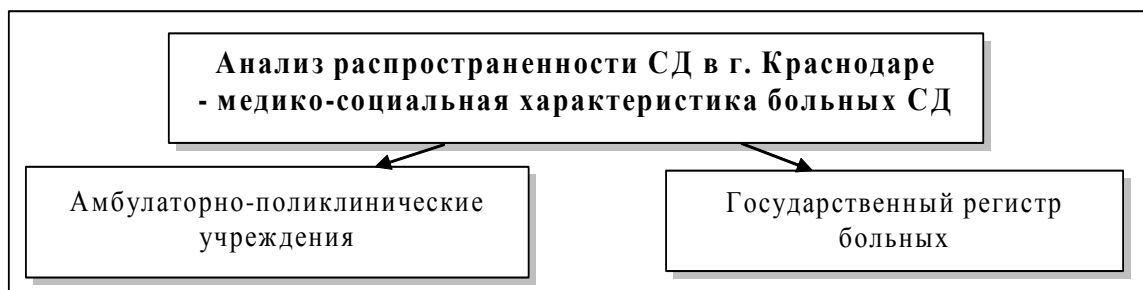 Анализ распространенности СД в г. Краснодаре
- медико-социальная характеристика больных СД
Амбулаторно-поликлинические
учреждения
Государственный регистр
больных